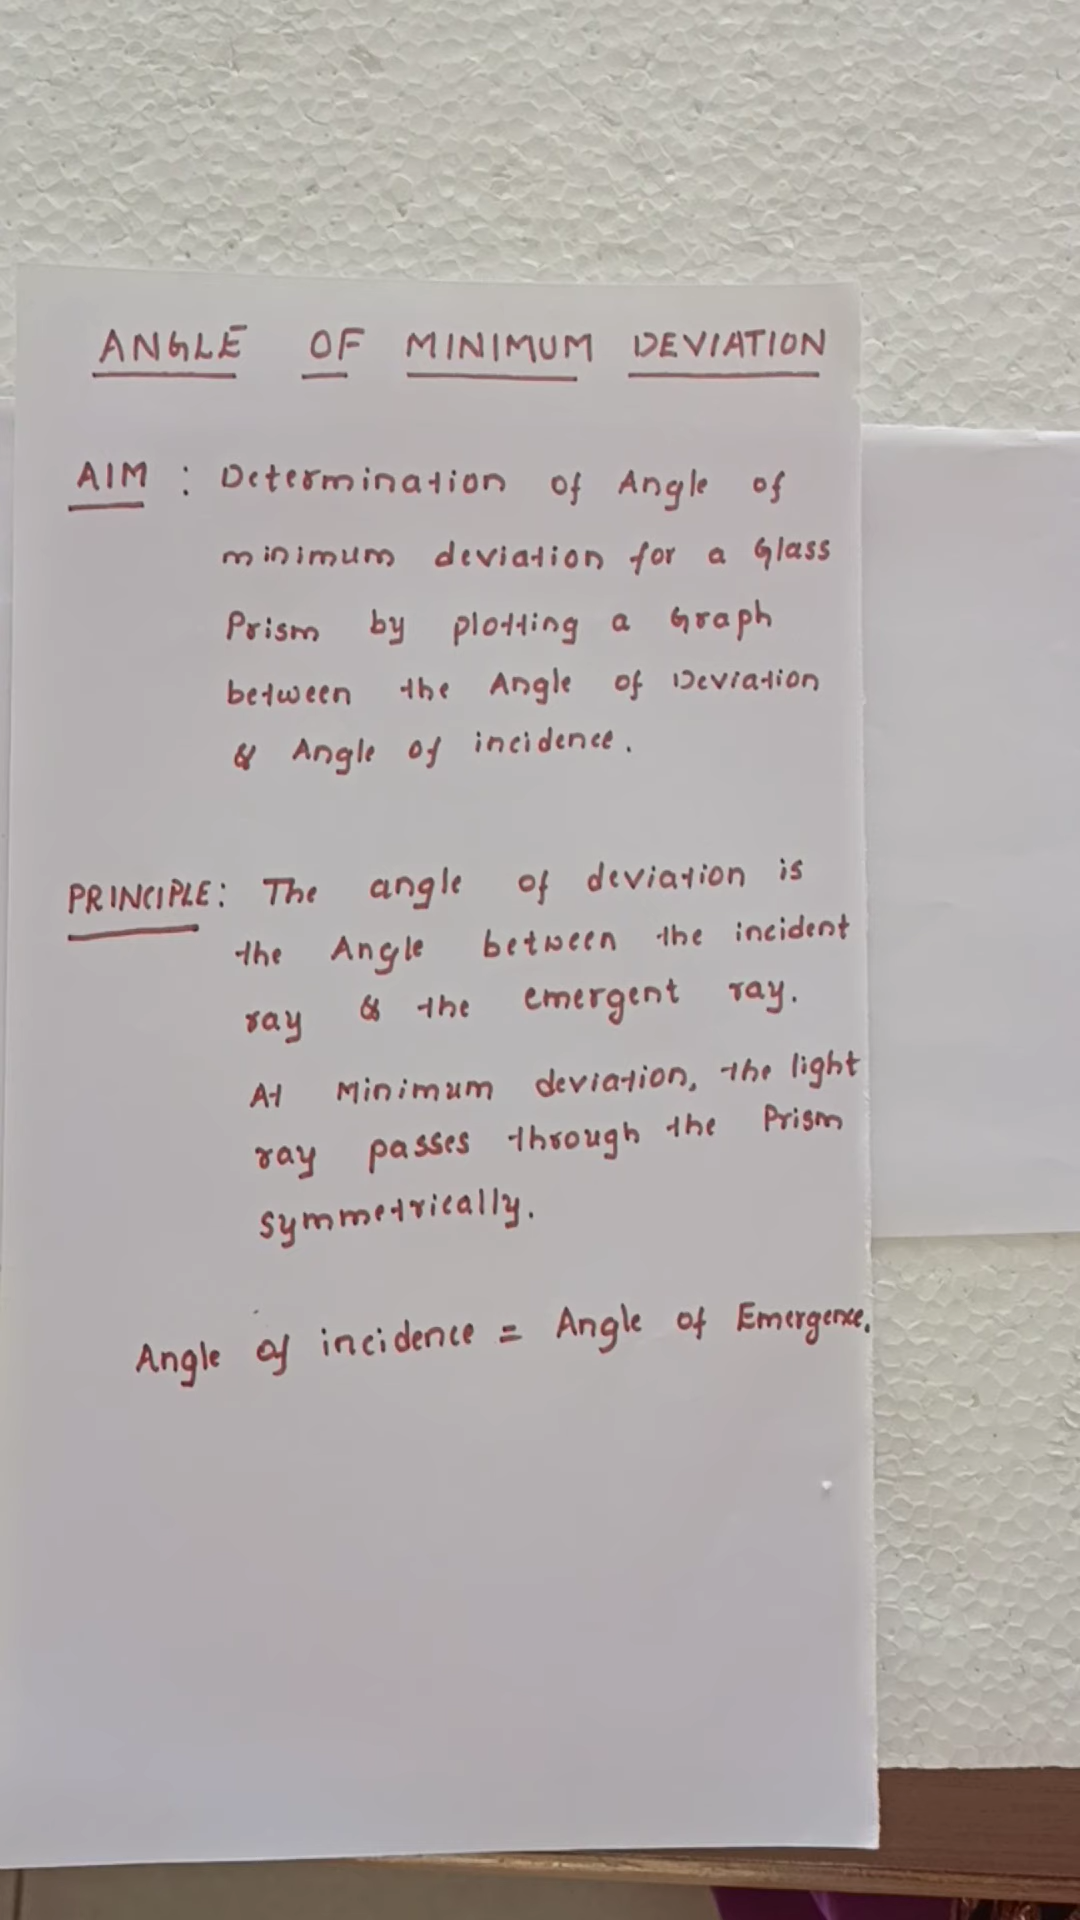 ANGLE OF MINIMUM DEVIATION
AIM : Determination of Angle of
minimum deviation for a Glass
Prism by plotting a Graph
between the Angle of Deviation
& Angle of incidence.
PRINCIPLE: The angle of deviation is
the Angle between the incident
ray & the emergent ray.
At Minimum deviation, the light
ray passes through the Prism
symmetrically.
Angle of incidence = Angle of Emergence.